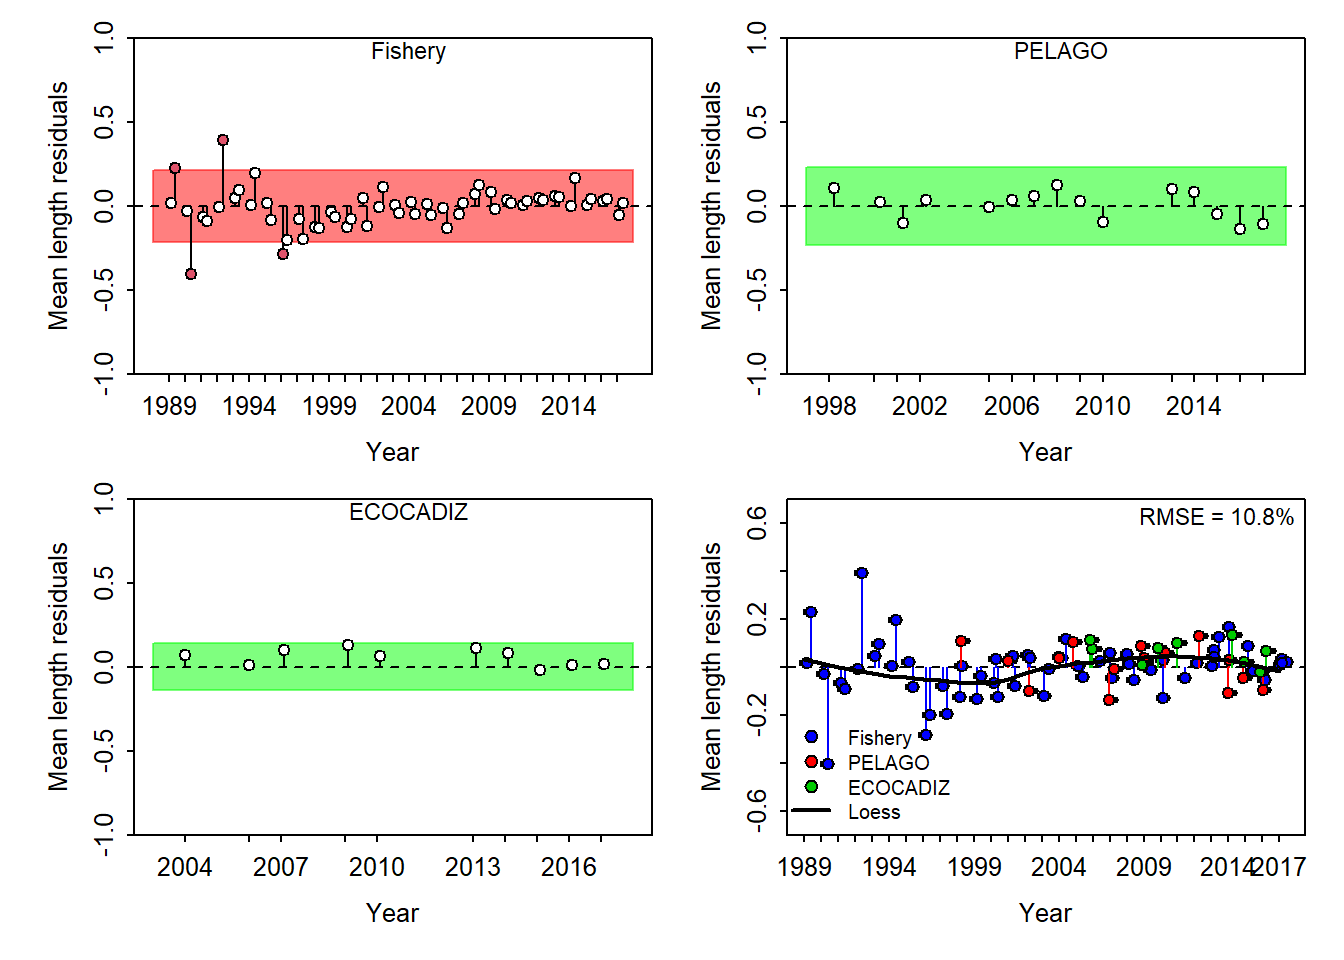 Fishery
Mean length residuals
1.0
0.5
0.0
-0.5
-1.0
1989 1994 1999 2004 2009 2014
Year
PELAGO
Mean length residuals
1.0
0.5
0.0
-0.5
-1.0
1998 2002 2006 2010 2014
Year
ECOCADIZ
Mean length residuals
1.0
0.5
0.0
-0.5
-1.0
2004 2007 2010 2013 2016
Year
RMSE = 10.8%
Mean length residuals
0.6
0.2
-0.2
-0.6
Fishery
PELAGO
ECOCADIZ
Loess
1989 1994 1999 2004 2009 2014 2017
Year